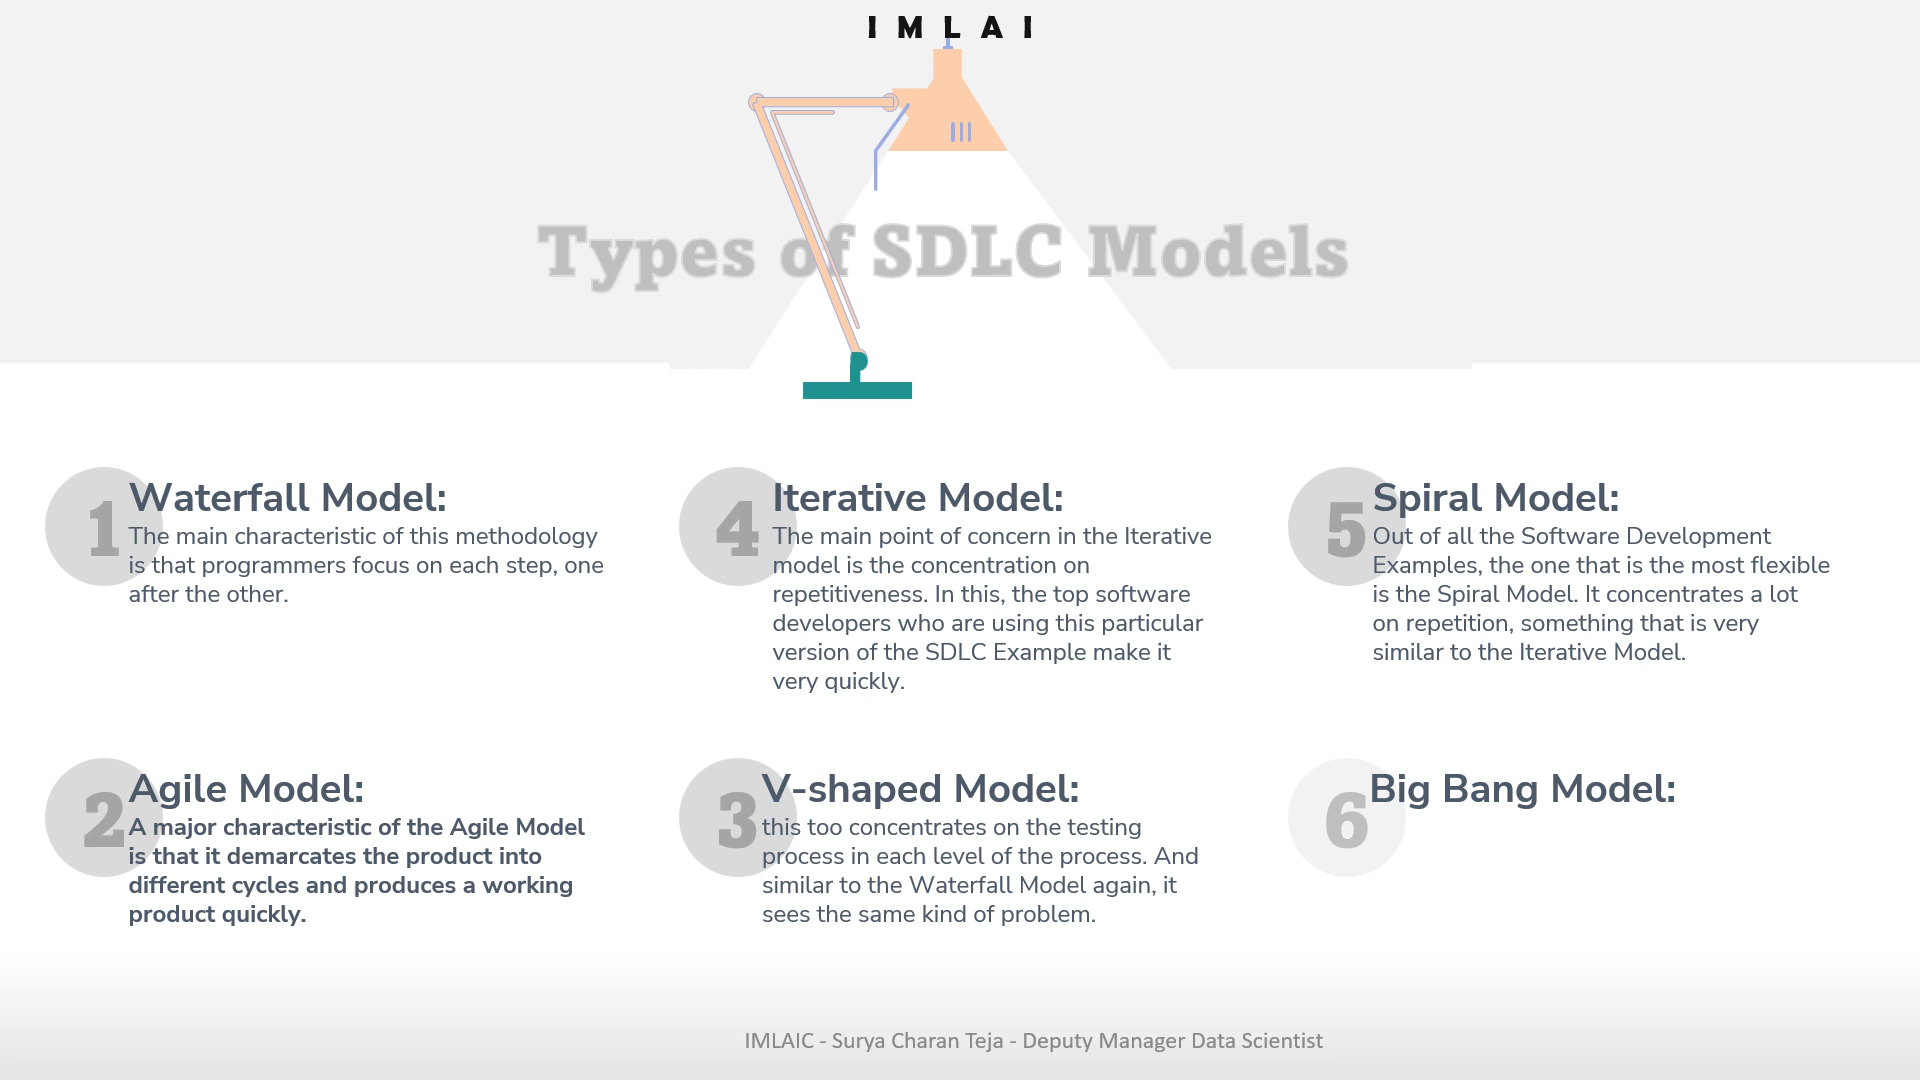 I M L A I
Types of SDLC Models
1
Waterfall Model:
The main characteristic of this methodology
is that programmers focus on each step, one
after the other.
4
Iterative Model:
The main point of concern in the Iterative
model is the concentration on
repetitiveness. In this, the top software
developers who are using this particular
version of the SDLC Example make it
very quickly.
5
Spiral Model:
Out of all the Software Development
Examples, the one that is the most flexible
is the Spiral Model. It concentrates a lot
on repetition, something that is very
similar to the Iterative Model.
2
Agile Model:
A major characteristic of the Agile Model
is that it demarcates the product into
different cycles and produces a working
product quickly.
3
V-shaped Model:
this too concentrates on the testing
process in each level of the process. And
similar to the Waterfall Model again, it
sees the same kind of problem.
6
Big Bang Model:
IMLAIC - Surya Charan Teja - Deputy Manager Data Scientist